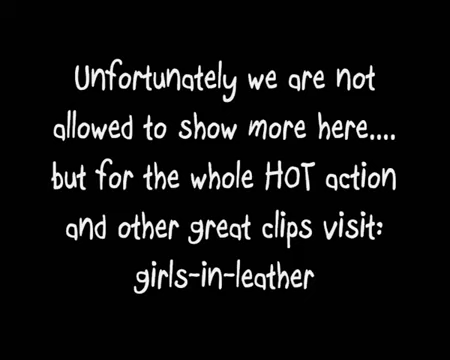 Unfortunately we are not
allowed to show more here....
but for the whole HOT action
and other great clips visit:
girls-in-leather